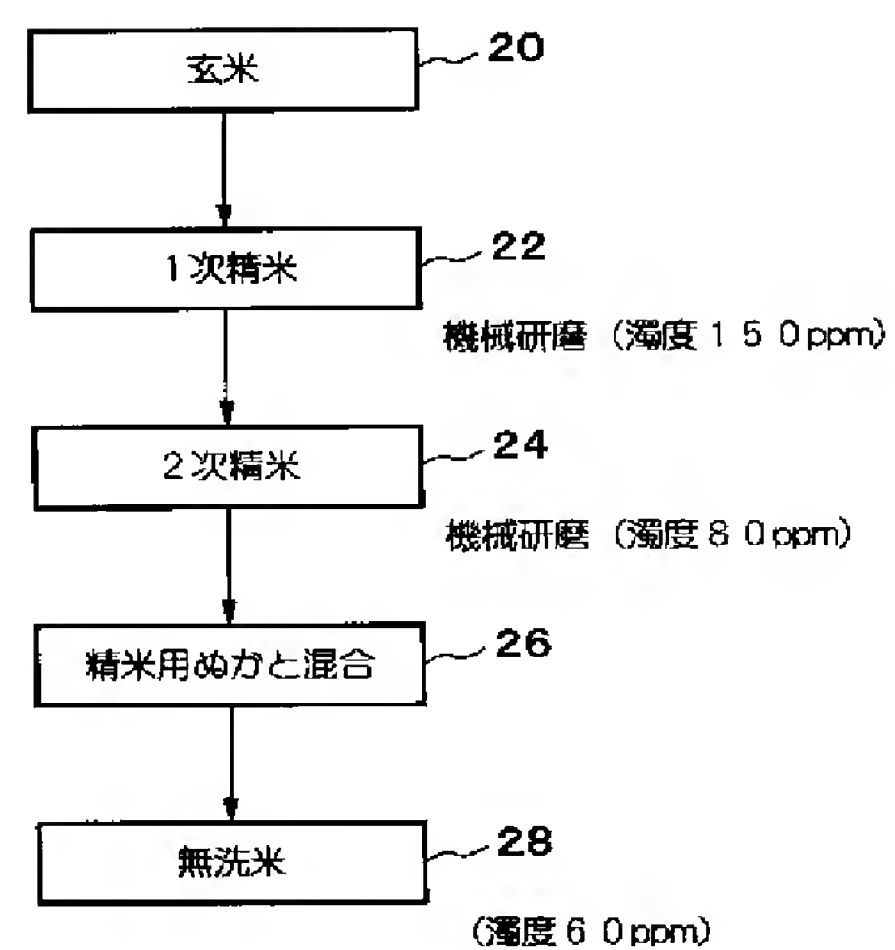 玄米
20
1次精米
22
機械研磨（濁度150ppm）
2次精米
24
機械研磨（濁度80ppm）
精米用ぬかと混合
26
無洗米
28
（濁度60ppm）